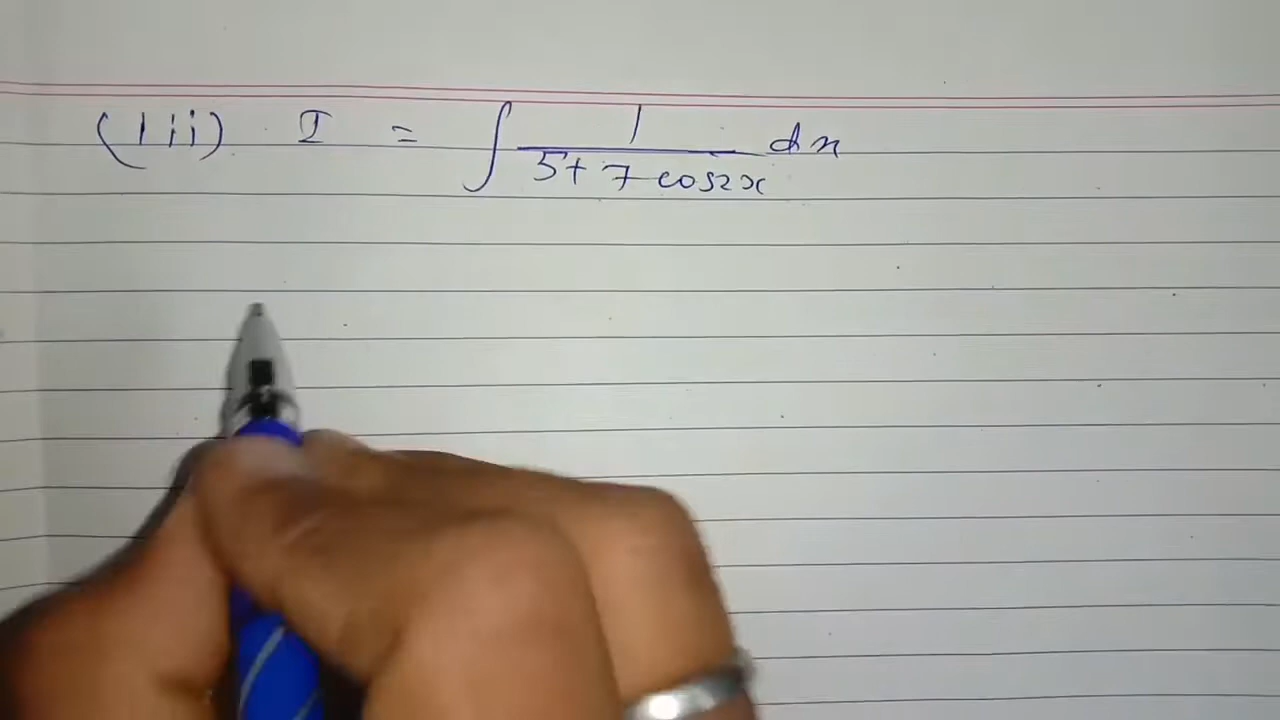 (iii) I = ∫ 1 / 5+7cos2x dx